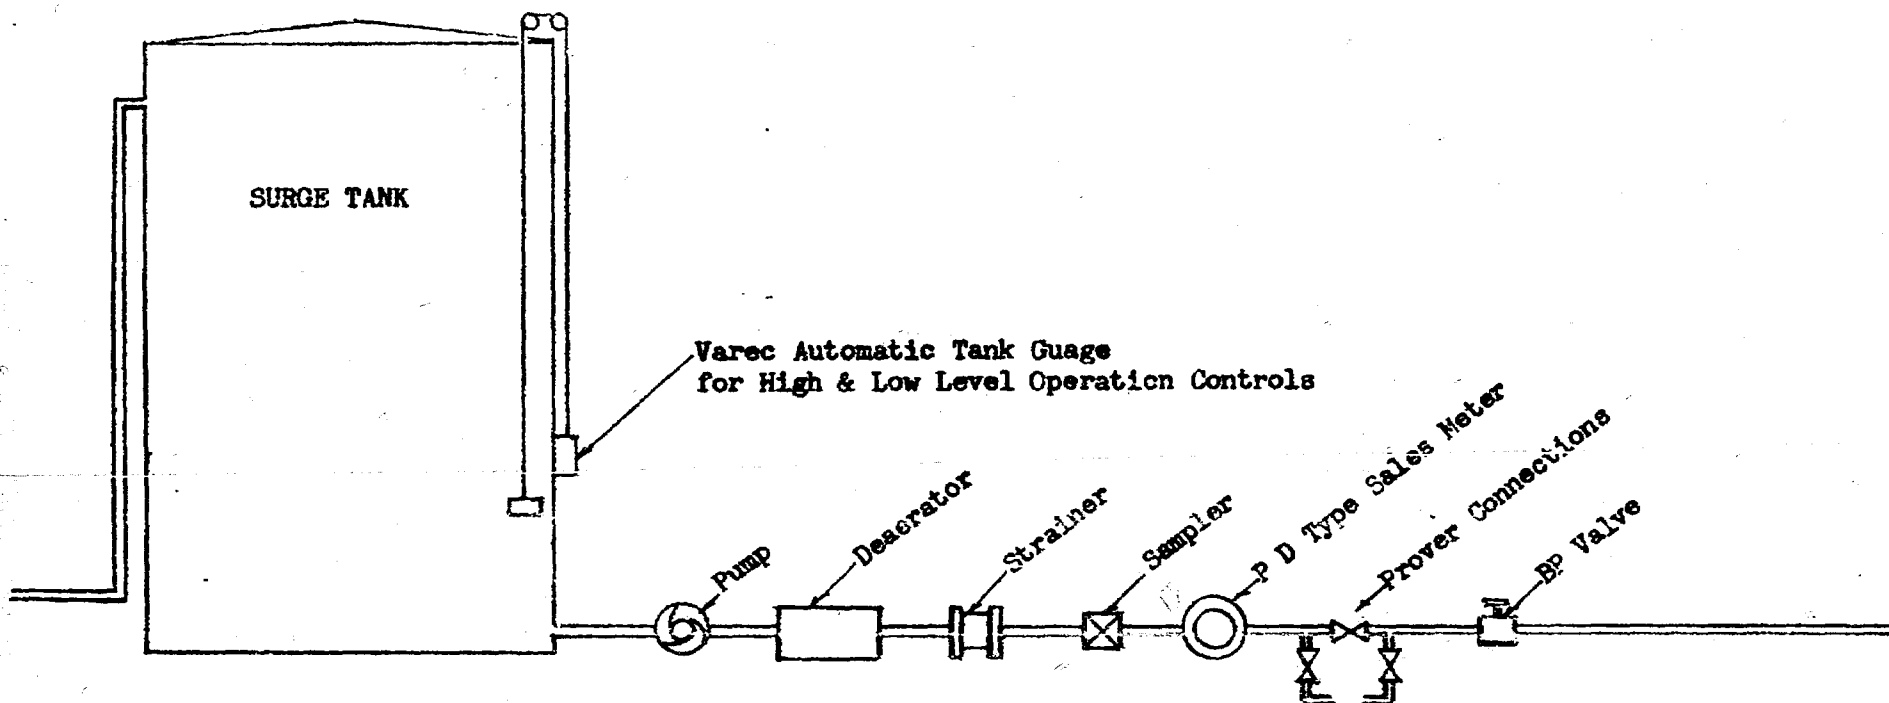 SURGE TANK
Varec Automatic Tank Guage
for High & Low Level Operation Controls
Pump
Deaerator
Strainer
Sampler
P D Type Sales Meter
Prover Connections
BP Valve